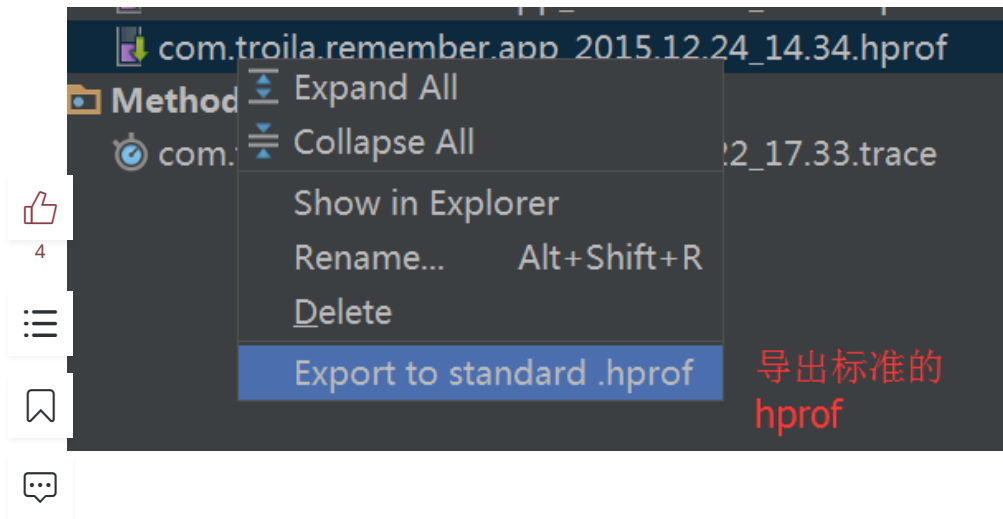 com.troila.remember.app_2015.12.24_14.34.hprof
Expand All
Method
Collapse All
com.
22_17.33.trace
Show in Explorer
4
Rename... Alt+Shift+R
Delete
Export to standard .hprof
导出标准的
hprof